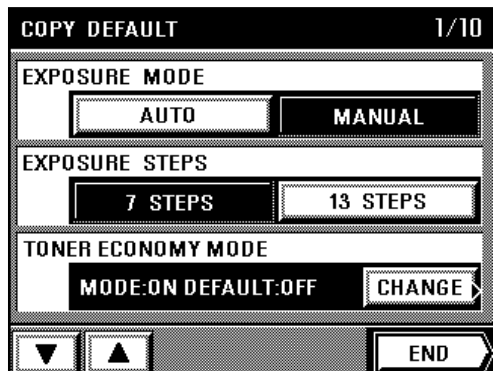 COPY DEFAULT 1/10
EXPOSURE MODE
AUTO MANUAL
EXPOSURE STEPS
7 STEPS 13 STEPS
TONER ECONOMY MODE
MODE:ON DEFAULT:OFF CHANGE
END